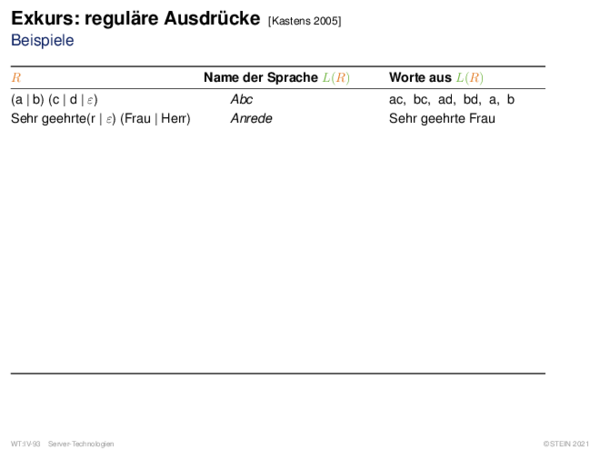 Exkurs: reguläre Ausdrücke [Kastens 2005]
Beispiele
R Name der Sprache L(R) Worte aus L(R)
(a | b) (c | d | ε) Abc ac, bc, ad, bd, a, b
Sehr geehrte(r | ε) (Frau | Herr) Anrede Sehr geehrte Frau
WT:IV-93 Server-Technologien ©STEIN 2021